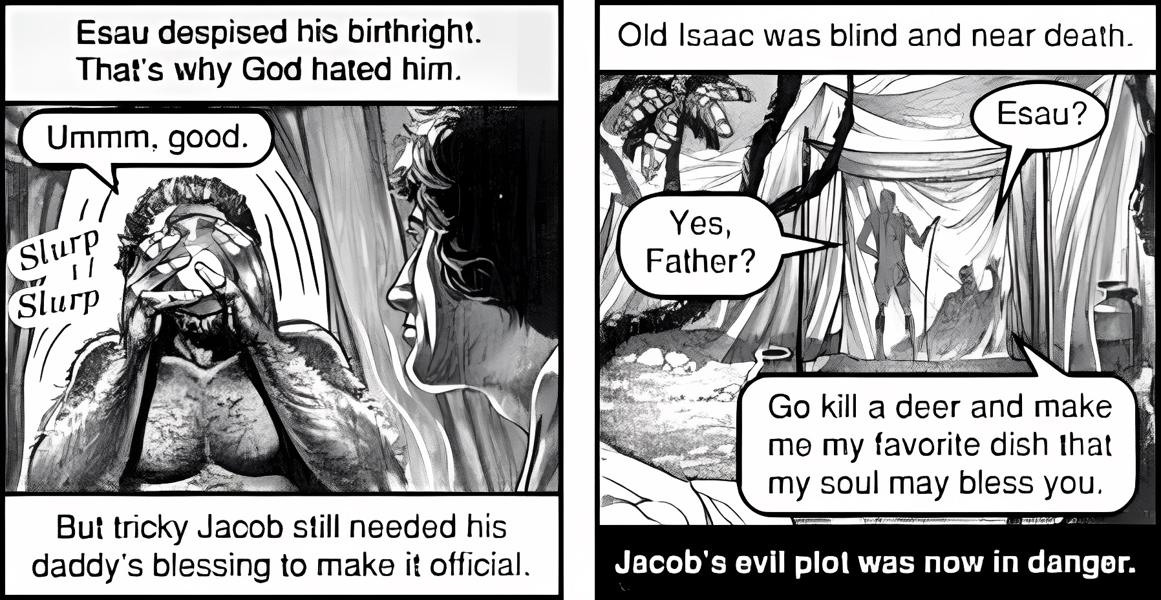 Esau despised his birthright.
That's why God hated him.
Ummm, good.
Slurp
Slurp
But tricky Jacob still needed his
daddy's blessing to make it official.
Old Isaac was blind and near death.
Esau?
Yes,
Father?
Go kill a deer and make
me my favorite dish that
my soul may bless you.
Jacob's evil plot was now in danger.